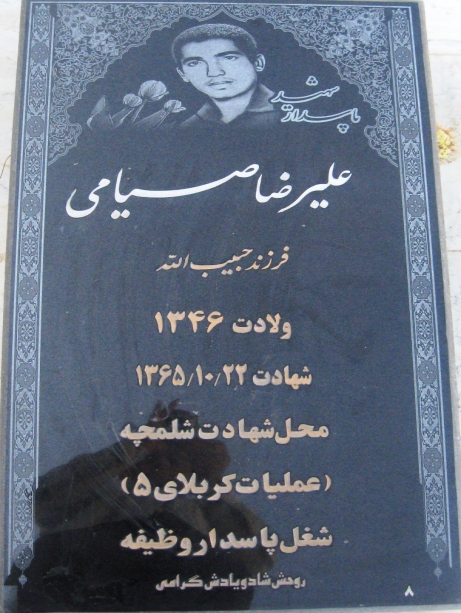 شهید
پاسدار
علیرضا صیامی
فرزند حبیب الله
ولادت ۱۳۴۶
شهادت ۱۳۶۵/۱۰/۲۲
محل شهادت شلمچه
(عملیات کربلای ۵)
شغل پاسدار وظیفه
روحش شاد و یادش گرامی
۸